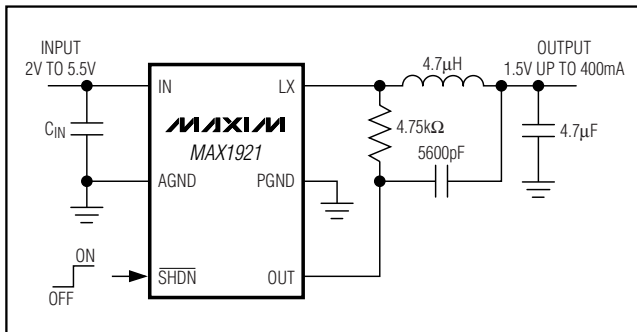 INPUT
2V TO 5.5V
OUTPUT
1.5V UP TO 400mA
4.7μH
IN
LX
CIN
MAXIM
MAX1921
4.75kΩ
5600pF
4.7μF
AGND
PGND
ON
OFF
SHDN
OUT